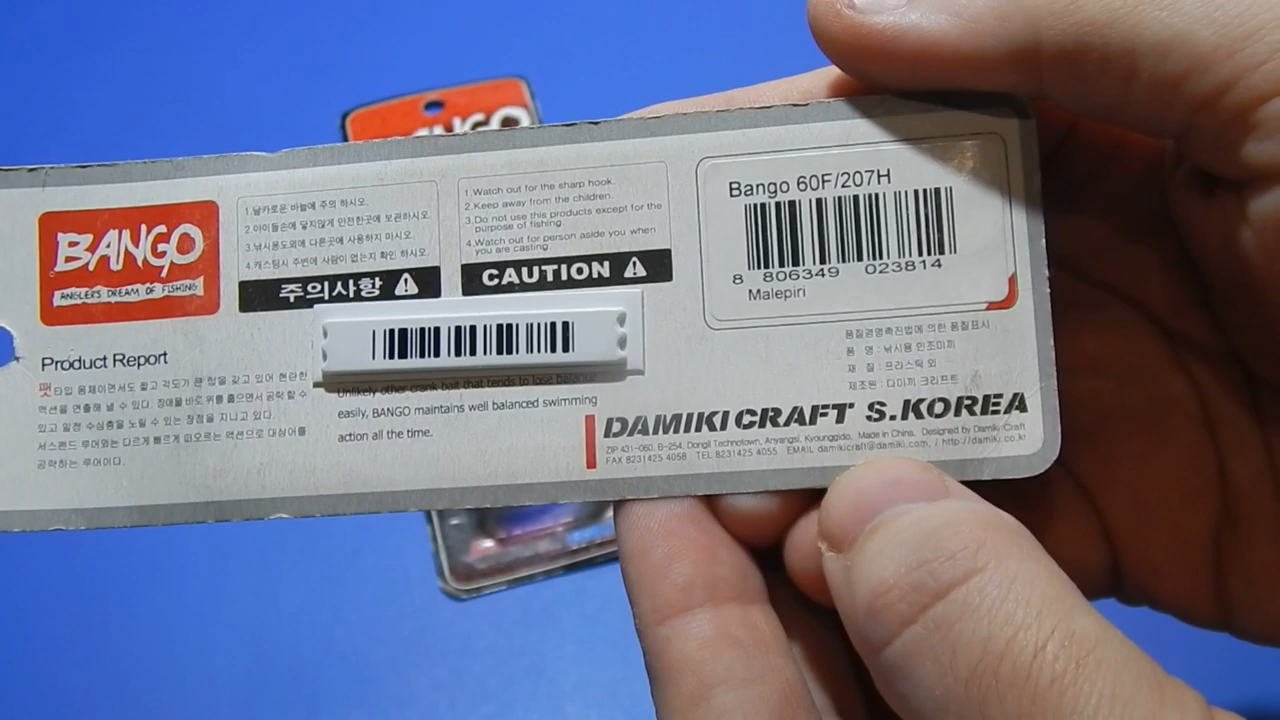 BANGO
BANGO
ANGLER'S DREAM OF FISHING
1.날카로운 바늘에 주의 하시오.
2.아이들손에 닿지않게 안전한곳에 보관하시오.
3.낚시용도외에 다른곳에 사용하지 마시오.
4.캐스팅시 주변에 사람이 없는지 확인 하시오.
주의사항
1.Watch out for the sharp hook.
2.Keep away from the children.
3.Do not use this products except for the
purpose of fishing.
4.Watch out for person aside you when
you are casting.
CAUTION
Bango 60F/207H
8 806349 023814
Malepiri
Product Report
팻타입 몸체이면서도 짧고 각도가 큰 립을 갖고 있어 현란한
액션을 연출해 낼 수 있다. 장애물 바로 위를 훑으면서 공략 할 수
있고 일정 수심층을 노릴 수 있는 장점을 지니고 있다.
서스펜드 루어와는 다르게 빠르게 떠오르는 액션으로 대상어를
공략하는 루어이다.
Unlikely other crank bait that tends to lose balance
easily, BANGO maintains well balanced swimming
action all the time.
품질경영촉진법에 의한 품질표시
품 명 : 낚시용 인조미끼
재 질 : 프라스틱 외
제조원 : 다미끼 크라프트
DAMIKI CRAFT S.KOREA
ZIP 431-060, B-254, Dongil Technotown, Anyangsi, Kyounggido, Made in China, Designed by Damiki Craft
FAX 8231 425 4058 TEL 8231 425 4055 EMAIL damikicraft@damiki.com, / http://damiki.co.kr